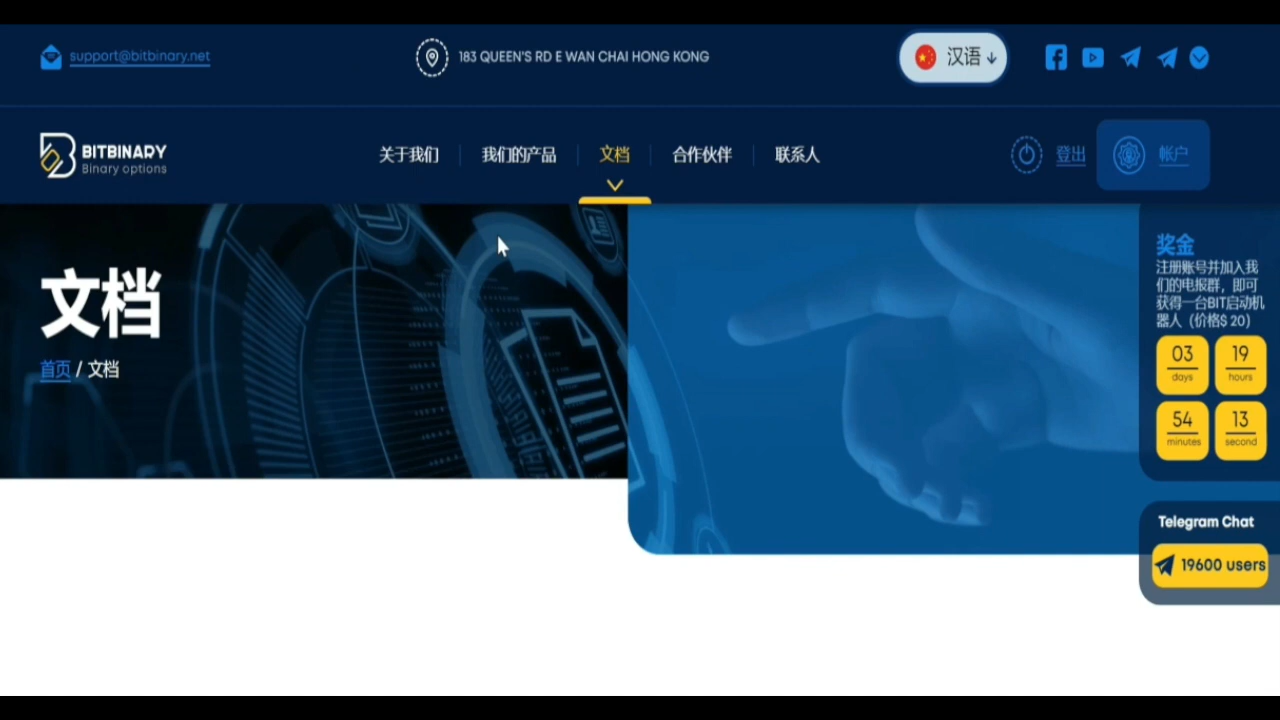 support@bitbinary.net
183 QUEEN'S RD E WAN CHAI HONG KONG
汉语
BITBINARY
Binary options
关于我们
我们的产品
文档
合作伙伴
联系人
登出
帐户
文档
首页 / 文档
奖金
注册账号并加入我
们的电报群，即可
获得一台BIT启动机
器人（价格$ 20）
03
days
19
hours
54
minutes
13
second
Telegram Chat
19600 users